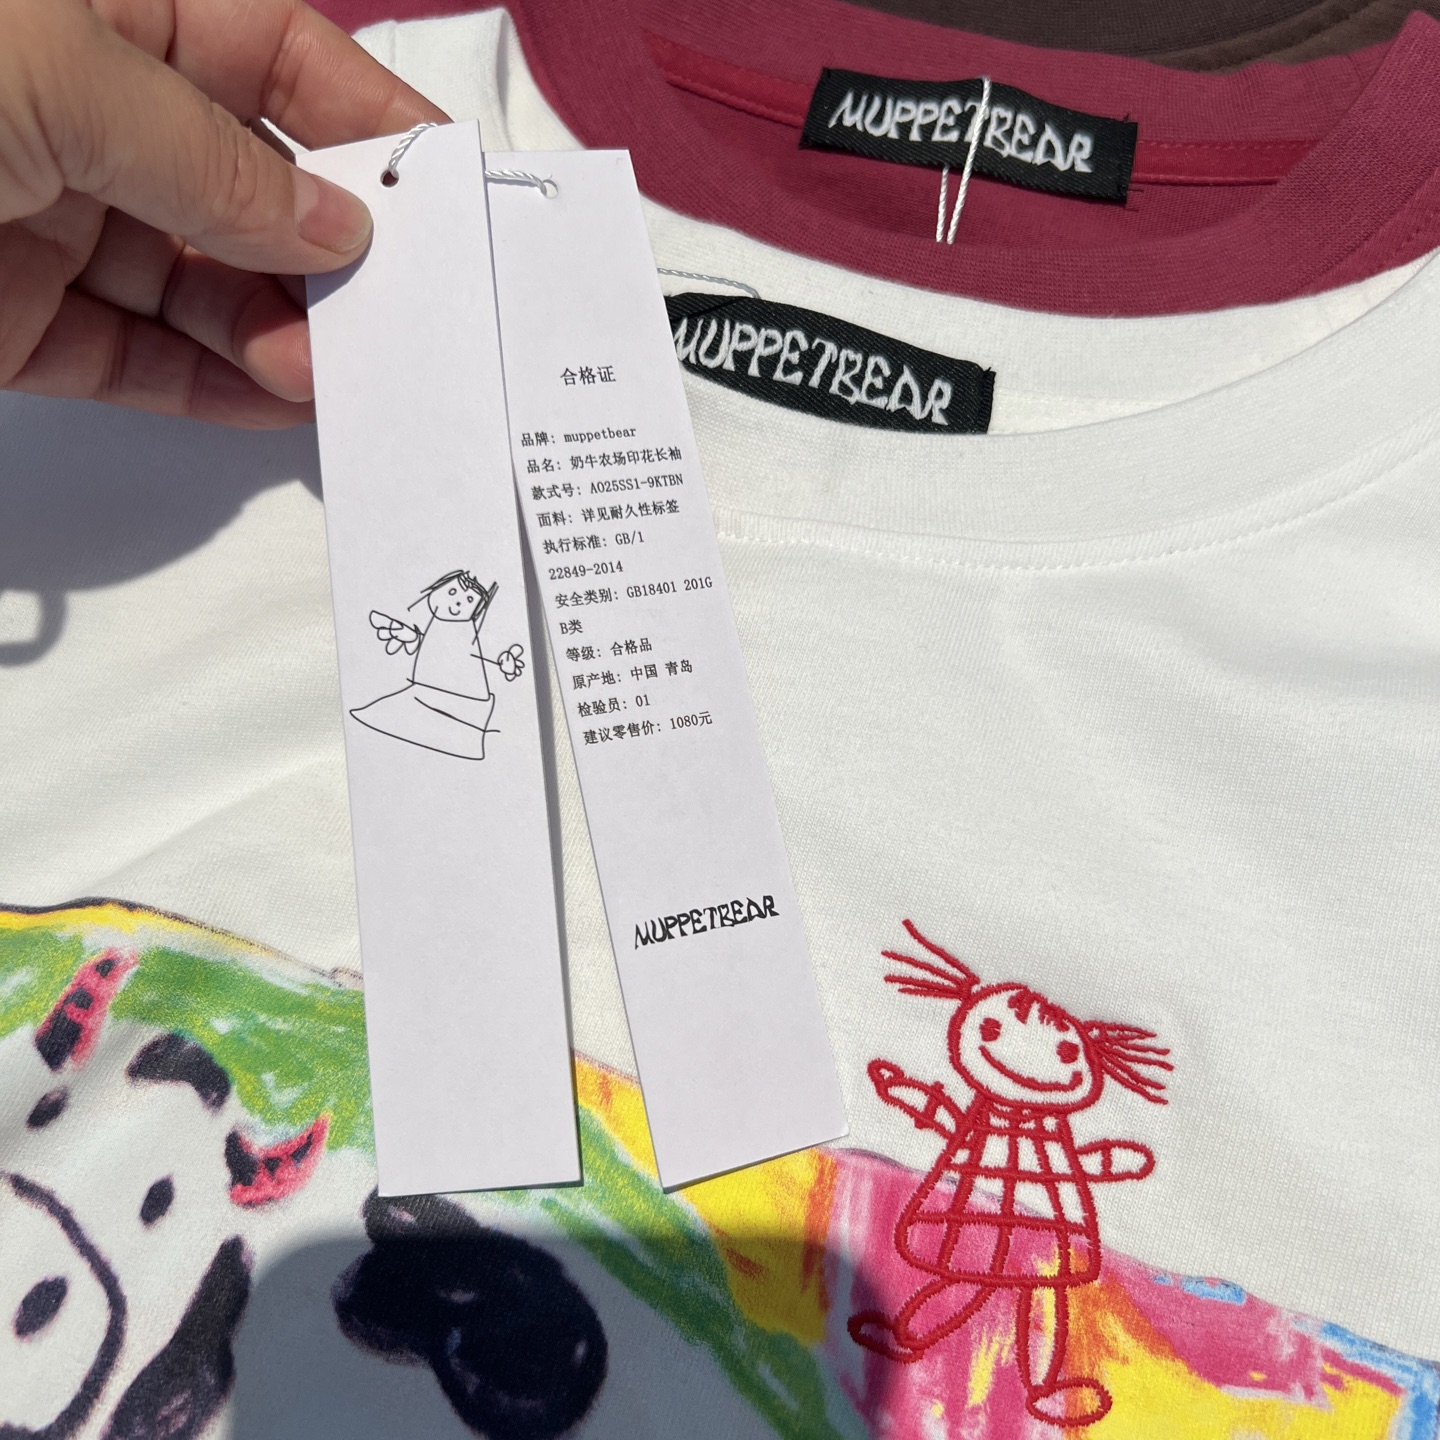 MUPPETBEAR
MUPPETBEAR
合格证
品牌: muppetbear
品名: 奶牛农场印花长袖
款式号: A025SS1-9KTBN
面料: 详见耐久性标签
执行标准: GB/1
22849-2014
安全类别: GB18401 201G
B类
等级: 合格品
原产地: 中国 青岛
检验员: 01
建议零售价: 1080元
MUPPETBEAR